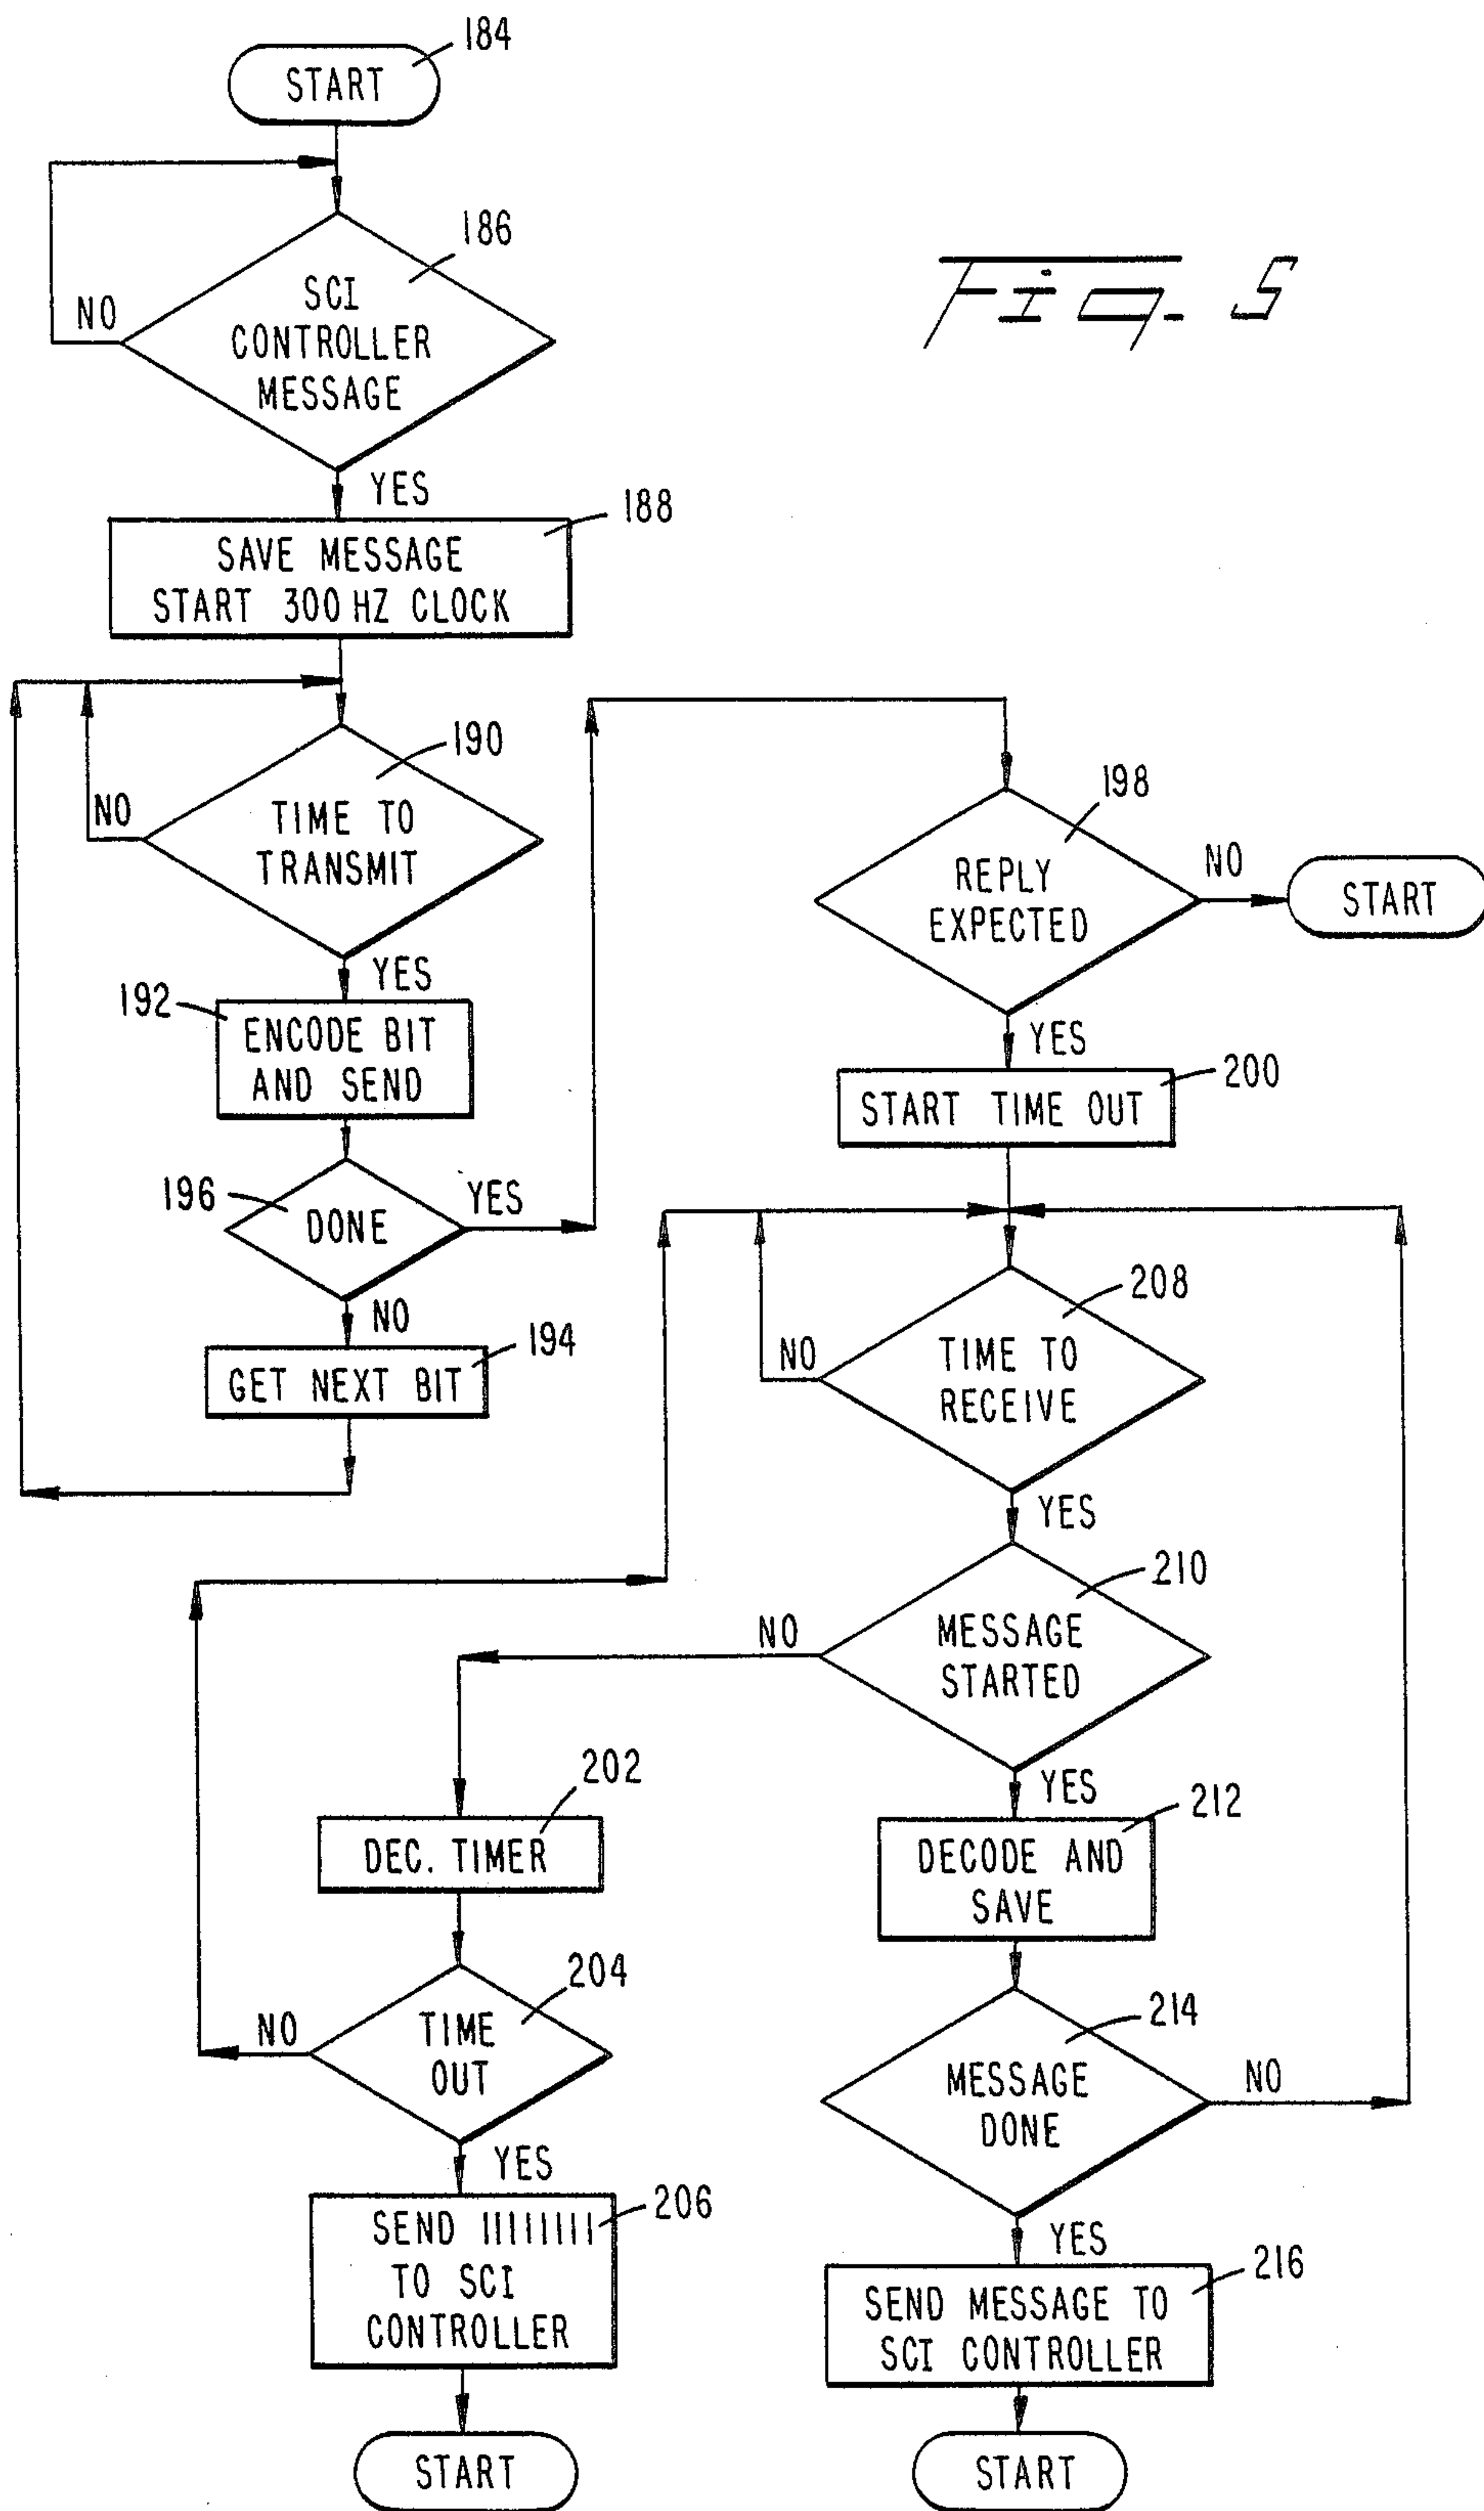 184
START
186
SCI
CONTROLLER
MESSAGE
NO
YES
188
SAVE MESSAGE
START 300 HZ CLOCK
Fig. 5
190
TIME TO
TRANSMIT
NO
YES
192
ENCODE BIT
AND SEND
196
DONE
YES
NO
194
GET NEXT BIT
198
REPLY
EXPECTED
NO
START
YES
200
START TIME OUT
208
TIME TO
RECEIVE
NO
YES
210
MESSAGE
STARTED
NO
YES
202
DEC. TIMER
204
TIME
OUT
NO
YES
206
SEND 11111111
TO SCI
CONTROLLER
START
212
DECODE AND
SAVE
214
MESSAGE
DONE
NO
YES
216
SEND MESSAGE TO
SCI CONTROLLER
START